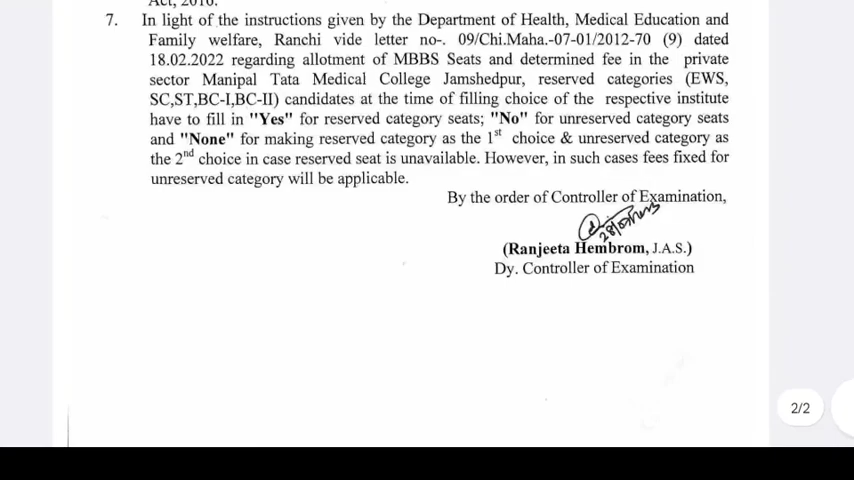 Act, 2016.
7. In light of the instructions given by the Department of Health, Medical Education and
Family welfare, Ranchi vide letter no-. 09/Chi.Maha.-07-01/2012-70 (9) dated
18.02.2022 regarding allotment of MBBS Seats and determined fee in the private
sector Manipal Tata Medical College Jamshedpur, reserved categories (EWS,
SC,ST,BC-I,BC-II) candidates at the time of filling choice of the respective institute
have to fill in "Yes" for reserved category seats; "No" for unreserved category seats
and "None" for making reserved category as the 1st choice & unreserved category as
the 2nd choice in case reserved seat is unavailable. However, in such cases fees fixed for
unreserved category will be applicable.
By the order of Controller of Examination,
(Ranjeeta Hembrom, J.A.S.)
Dy. Controller of Examination
2/2